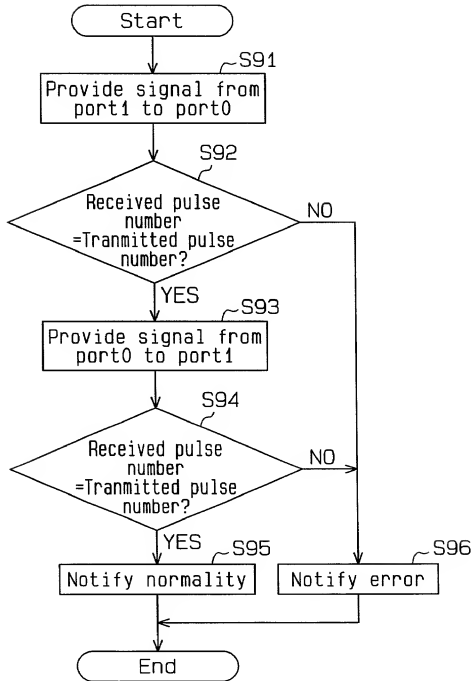 Start
S91
Provide signal from
port1 to port0
S92
Received pulse
number
=Tranmitted pulse
number?
NO
YES
S93
Provide signal from
port0 to port1
S94
Received pulse
number
=Tranmitted pulse
number?
NO
YES
S95
Notify normality
S96
Notify error
End